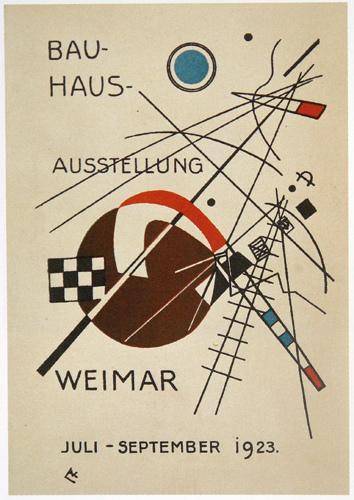 BAU-
HAUS-
AUSSTELLUNG
WEIMAR
JULI - SEPTEMBER 1923.